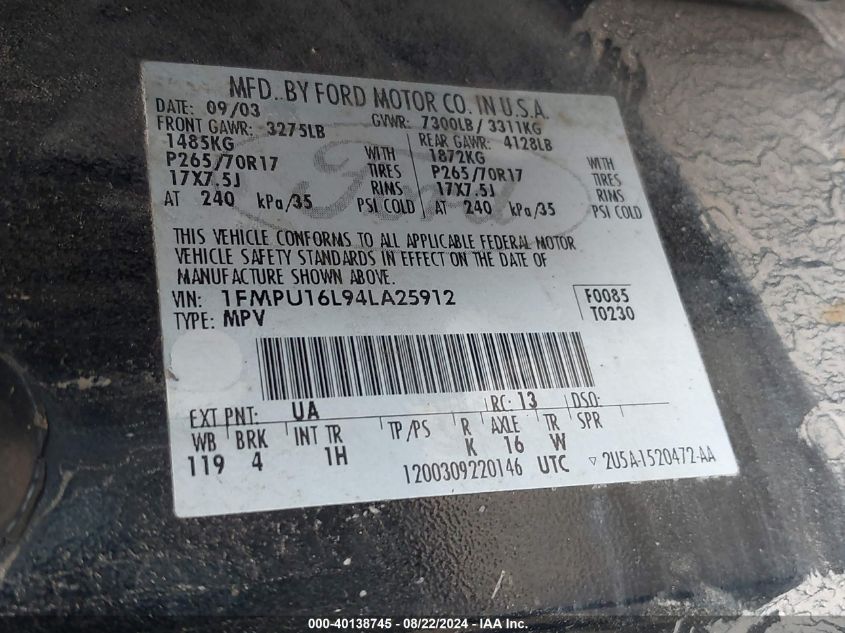 MFD. BY FORD MOTOR CO. IN U.S.A.
DATE: 09/03 GVWR: 7300LB/ 3311KG
FRONT GAWR: 3275LB REAR GAWR: 4128LB
1485KG WITH 1872KG WITH
P265/70R17 TIRES P265/70R17 TIRES
17X7.5J RIMS 17X7.5J RIMS
AT 240 kPa/35 PSI COLD AT 240 kPa/35 PSI COLD
Ford
THIS VEHICLE CONFORMS TO ALL APPLICABLE FEDERAL MOTOR
VEHICLE SAFETY STANDARDS IN EFFECT ON THE DATE OF
MANUFACTURE SHOWN ABOVE.
VIN: 1FMPU16L94LA25912 F0085
TYPE: MPV T0230
EXT PNT: UA RC: 13 DSO:
WB BRK INT TR TP/PS R AXLE TR SPR
119 4 1H K 16 W
1200309220146 UTC ▽ 2U5A-1520472-AA
000-40138745 - 08/22/2024 - IAA Inc.